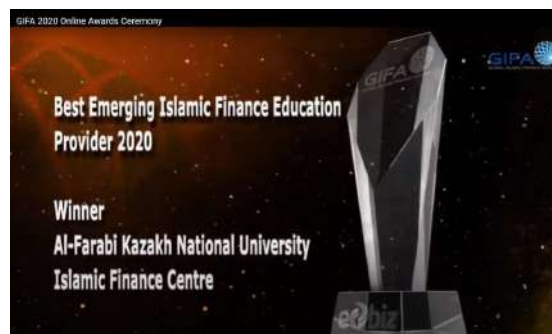 GIFA 2020 Online Awards Ceremony
GIFA
GIFA
Best Emerging Islamic Finance Education
Provider 2020
Winner
Al-Farabi Kazakh National University
Islamic Finance Centre